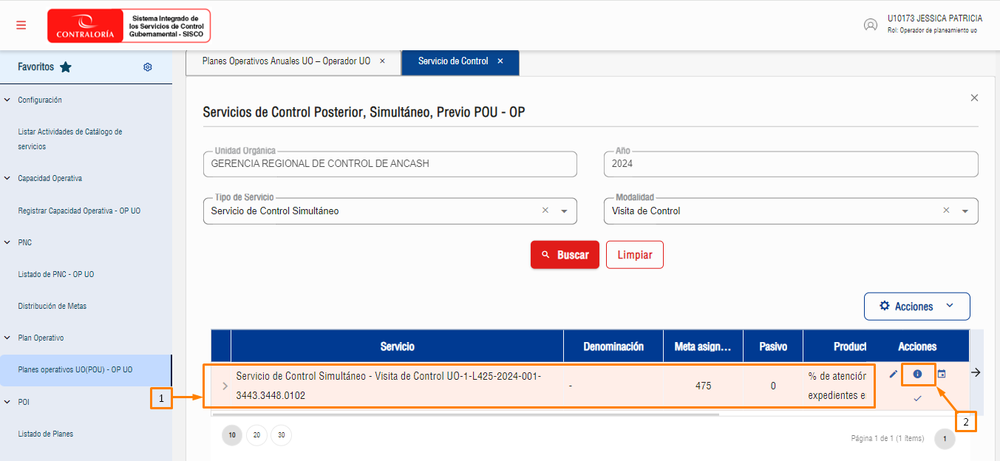 CONTRALORÍA
Sistema Integrado de
los Servicios de Control
Gubernamental - SISCO
U10173 JESSICA PATRICIA
Rol: Operador de planeamiento uo
Favoritos
Planes Operativos Anuales UO – Operador UO ×
Servicio de Control ×
Configuración
Listar Actividades de Catálogo de
servicios
Capacidad Operativa
Registrar Capacidad Operativa - OP UO
PNC
Listado de PNC - OP UO
Distribución de Metas
Plan Operativo
Planes operativos UO(POU) - OP UO
POI
Listado de Planes
Servicios de Control Posterior, Simultáneo, Previo POU - OP
Unidad Orgánica
GERENCIA REGIONAL DE CONTROL DE ANCASH
Año
2024
Tipo de Servicio
Servicio de Control Simultáneo
Modalidad
Visita de Control
Buscar
Limpiar
Acciones
Servicio Denominación Meta asign... Pasivo Product Acciones
Servicio de Control Simultáneo - Visita de Control UO-1-L425-2024-001-
3443.3448.0102
-
475
0
% de atención
expedientes e
1
2
10 20 30
Página 1 de 1 (1 ítems) 1